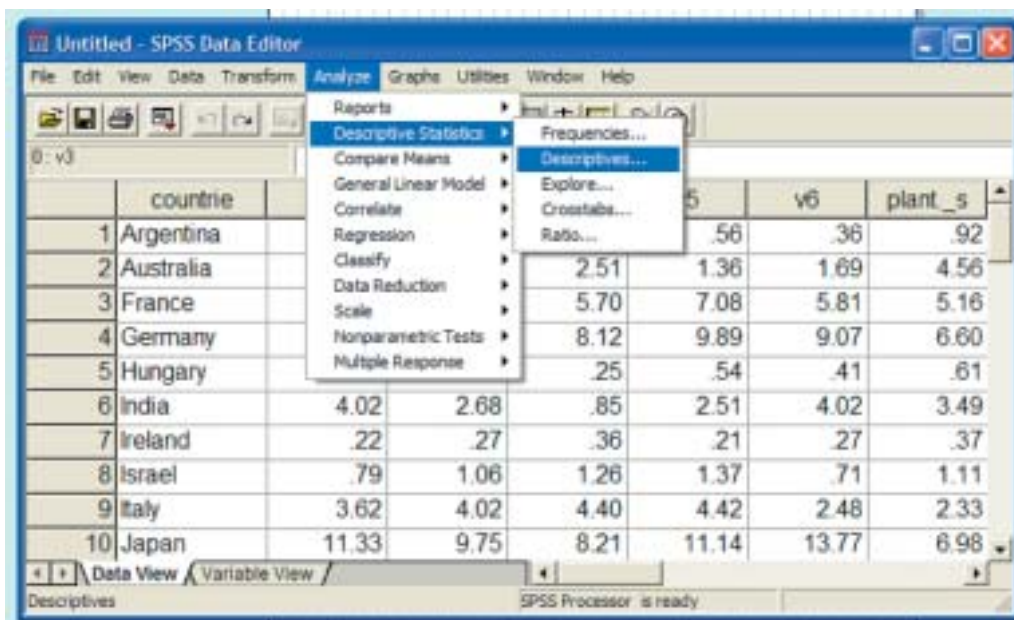 Untitled - SPSS Data Editor
File Edit View Data Transform Analyze Graphs Utilities Window Help
Reports
Descriptive Statistics
Compare Means
General Linear Model
Correlate
Regression
Classify
Data Reduction
Scale
Nonparametric Tests
Multiple Response
Frequencies...
Descriptives...
Explore...
Crosstabs...
Ratio...
0 : v3
countrie 5 v6 plant_s
1 Argentina .56 .36 .92
2 Australia 2.51 1.36 1.69 4.56
3 France 5.70 7.08 5.81 5.16
4 Germany 8.12 9.89 9.07 6.60
5 Hungary .25 .54 .41 .61
6 India 4.02 2.68 .85 2.51 4.02 3.49
7 Ireland .22 .27 .36 .21 .27 .37
8 Israel .79 1.06 1.26 1.37 .71 1.11
9 Italy 3.62 4.02 4.40 4.42 2.48 2.33
10 Japan 11.33 9.75 8.21 11.14 13.77 6.98
Data View Variable View
Descriptives SPSS Processor is ready